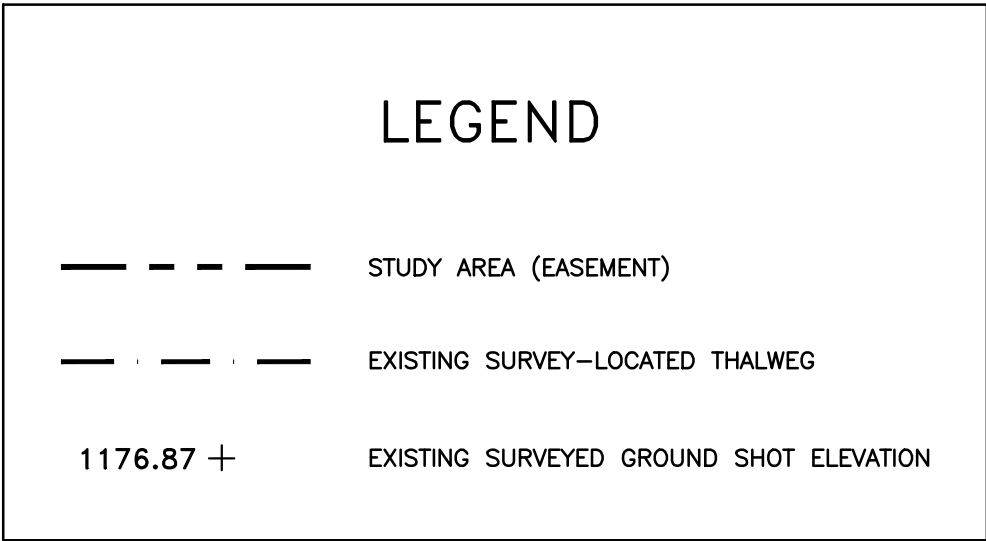 LEGEND
STUDY AREA (EASEMENT)
EXISTING SURVEY-LOCATED THALWEG
1176.87 + EXISTING SURVEYED GROUND SHOT ELEVATION